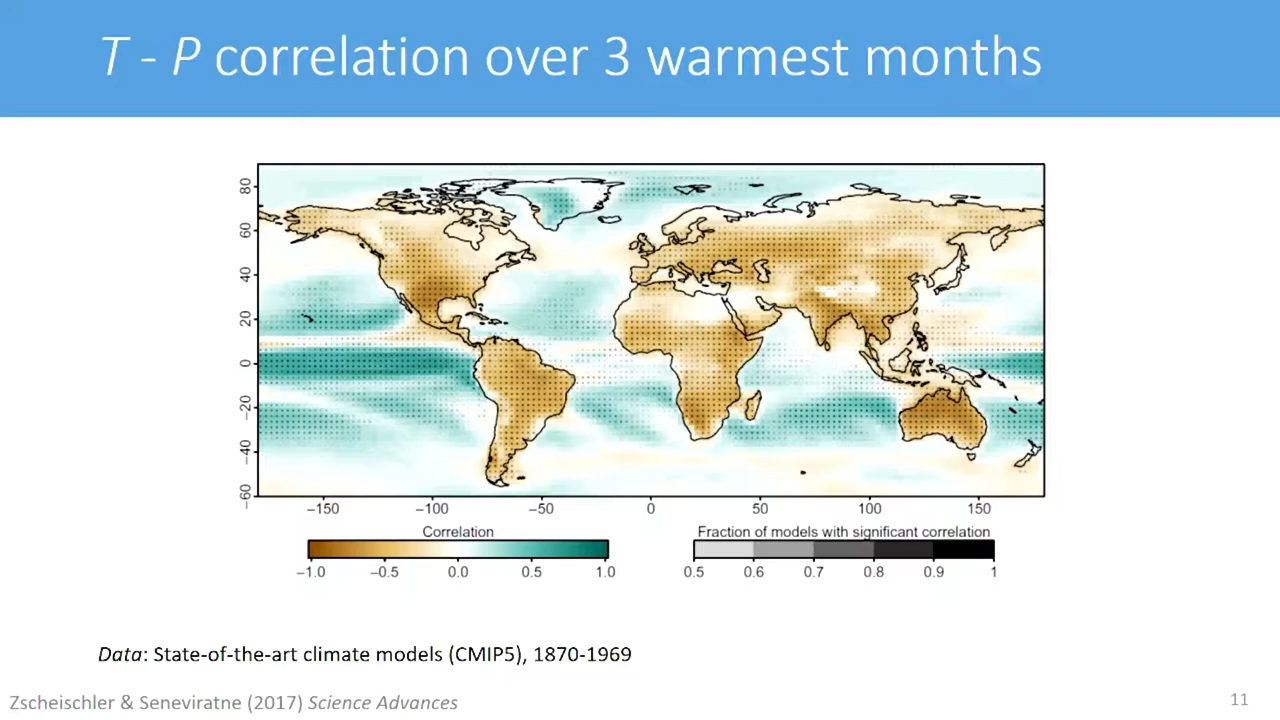 T - P correlation over 3 warmest months
80
60
40
20
0
−20
−40
−60
−150 −100 −50 0 50 100 150
Correlation
−1.0 −0.5 0.0 0.5 1.0
Fraction of models with significant correlation
0.5 0.6 0.7 0.8 0.9 1
Data: State-of-the-art climate models (CMIP5), 1870-1969
Zscheischler & Seneviratne (2017) Science Advances
11